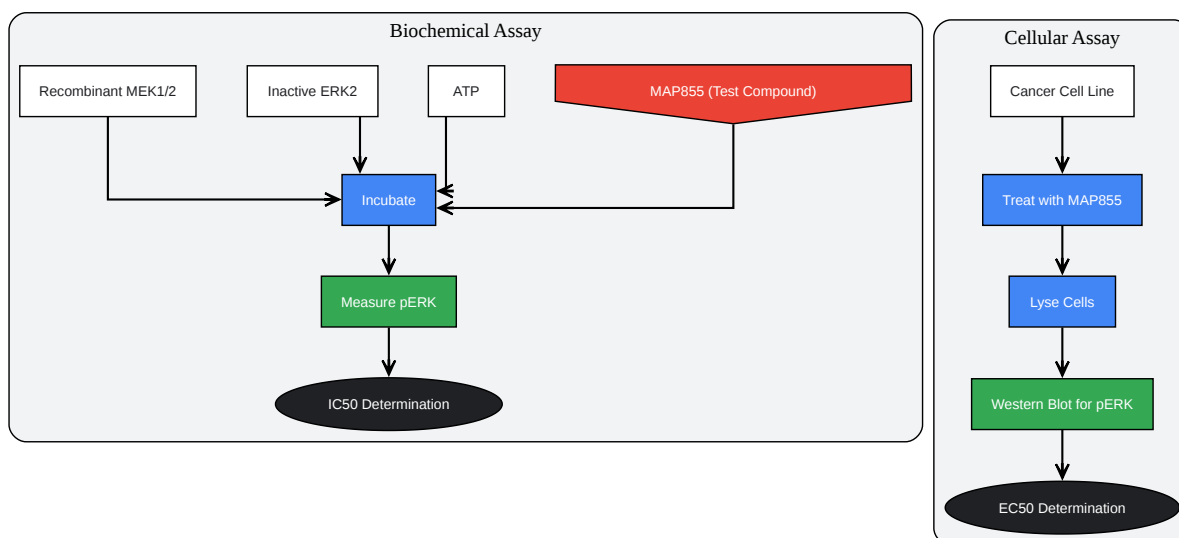 Biochemical Assay
Recombinant MEK1/2
Inactive ERK2
ATP
MAP855 (Test Compound)
Incubate
Measure pERK
IC50 Determination
Cellular Assay
Cancer Cell Line
Treat with MAP855
Lyse Cells
Western Blot for pERK
EC50 Determination